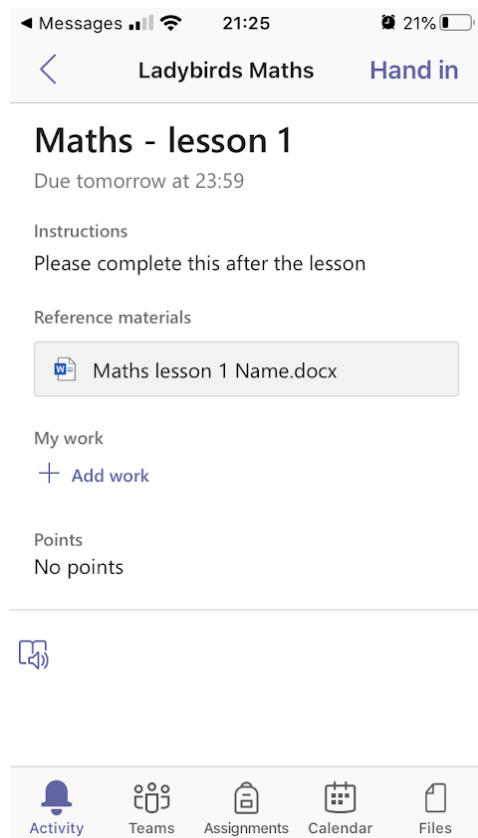 Messages 21:25 21%
Ladybirds Maths Hand in
Maths - lesson 1
Due tomorrow at 23:59
Instructions
Please complete this after the lesson
Reference materials
Maths lesson 1 Name.docx
My work
+ Add work
Points
No points
Activity Teams Assignments Calendar Files